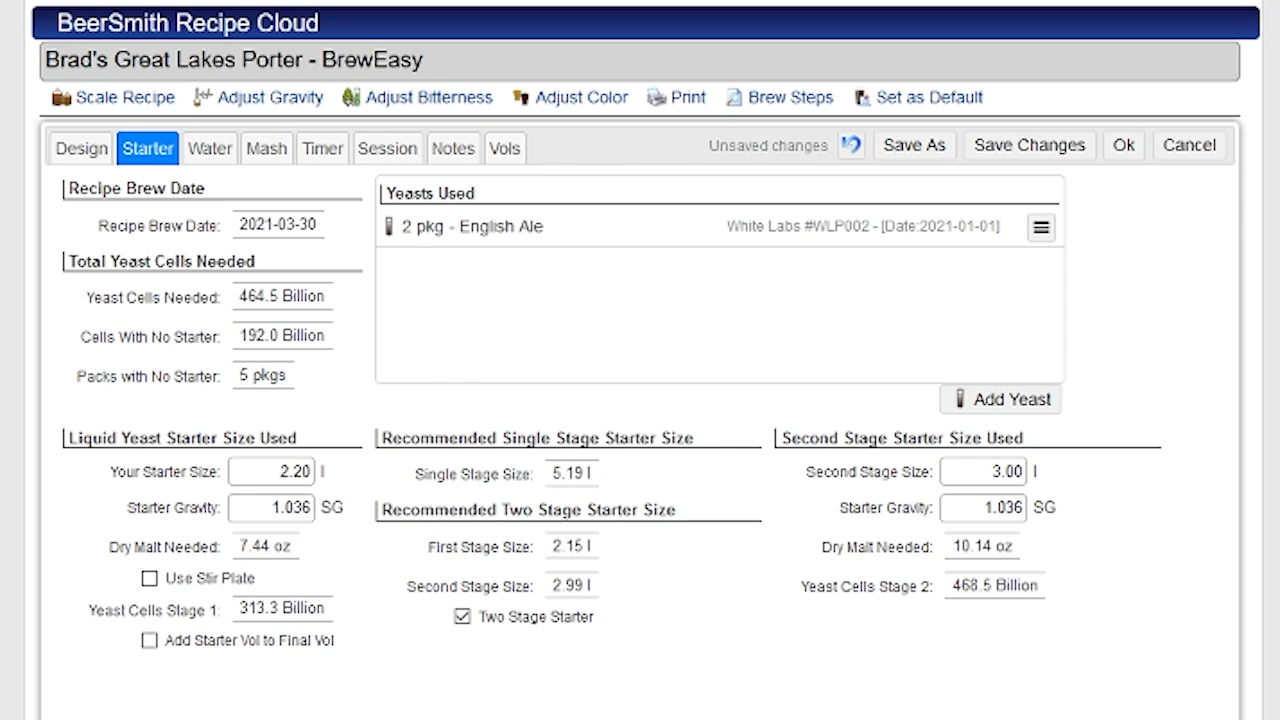 BeerSmith Recipe Cloud
Brad's Great Lakes Porter - BrewEasy
Scale Recipe Adjust Gravity Adjust Bitterness Adjust Color Print Brew Steps Set as Default
Design Starter Water Mash Timer Session Notes Vols Unsaved changes Save As Save Changes Ok Cancel
Recipe Brew Date
Recipe Brew Date: 2021-03-30
Total Yeast Cells Needed
Yeast Cells Needed: 464.5 Billion
Cells With No Starter: 192.0 Billion
Packs with No Starter: 5 pkgs
Yeasts Used
2 pkg - English Ale White Labs #WLP002 - [Date:2021-01-01]
Add Yeast
Liquid Yeast Starter Size Used
Your Starter Size: 2.20 l
Starter Gravity: 1.036 SG
Dry Malt Needed: 7.44 oz
Use Stir Plate
Yeast Cells Stage 1: 313.3 Billion
Add Starter Vol to Final Vol
Recommended Single Stage Starter Size
Single Stage Size: 5.19 l
Recommended Two Stage Starter Size
First Stage Size: 2.15 l
Second Stage Size: 2.99 l
Two Stage Starter
Second Stage Starter Size Used
Second Stage Size: 3.00 l
Starter Gravity: 1.036 SG
Dry Malt Needed: 10.14 oz
Yeast Cells Stage 2: 468.5 Billion